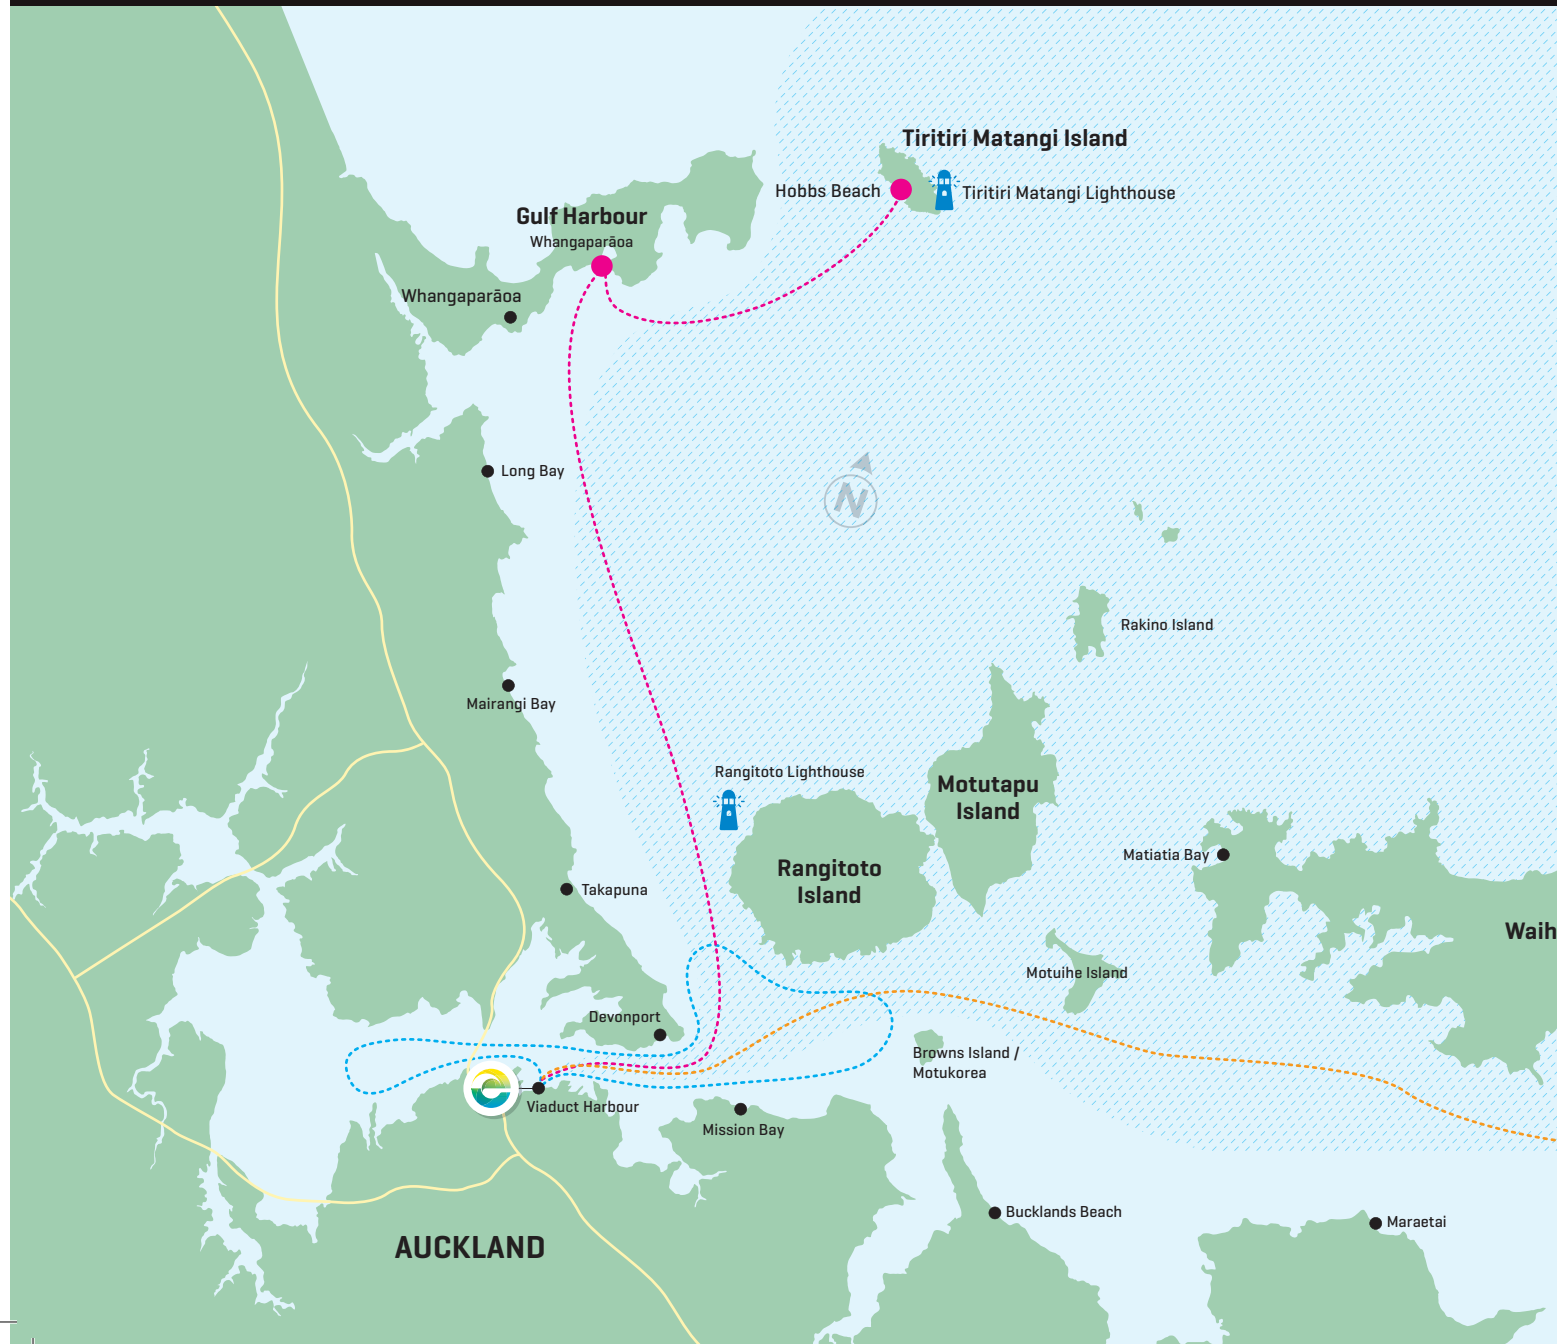 Tiritiri Matangi Island
Hobbs Beach
Tiritiri Matangi Lighthouse
Gulf Harbour
Whangaparāoa
Whangaparāoa
Long Bay
N
Rakino Island
Mairangi Bay
Rangitoto Lighthouse
Motutapu
Island
Matiatia Bay
Rangitoto
Island
Takapuna
Waih
Motuihe Island
Devonport
Browns Island /
Motukorea
Viaduct Harbour
Mission Bay
Bucklands Beach
Maraetai
AUCKLAND